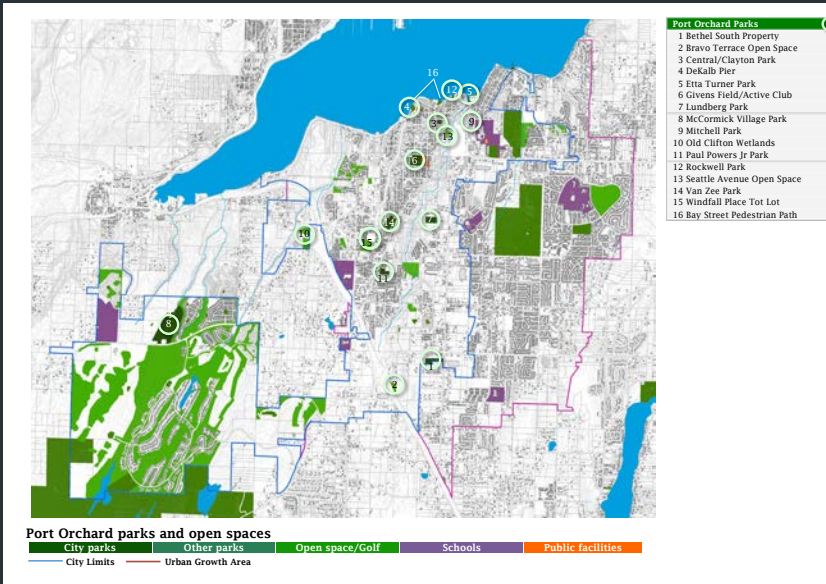 Port Orchard Parks
1 Bethel South Property
2 Bravo Terrace Open Space
3 Central/Clayton Park
4 DeKalb Pier
5 Etta Turner Park
6 Givens Field/Active Club
7 Lundberg Park
8 McCormick Village Park
9 Mitchell Park
10 Old Clifton Wetlands
11 Paul Powers Jr Park
12 Rockwell Park
13 Seattle Avenue Open Space
14 Van Zee Park
15 Windfall Place Tot Lot
16 Bay Street Pedestrian Path
16
12
5
4
3
9
13
6
14
7
10
15
11
8
1
2
Port Orchard parks and open spaces
City parks
Other parks
Open space/Golf
Schools
Public facilities
City Limits
Urban Growth Area